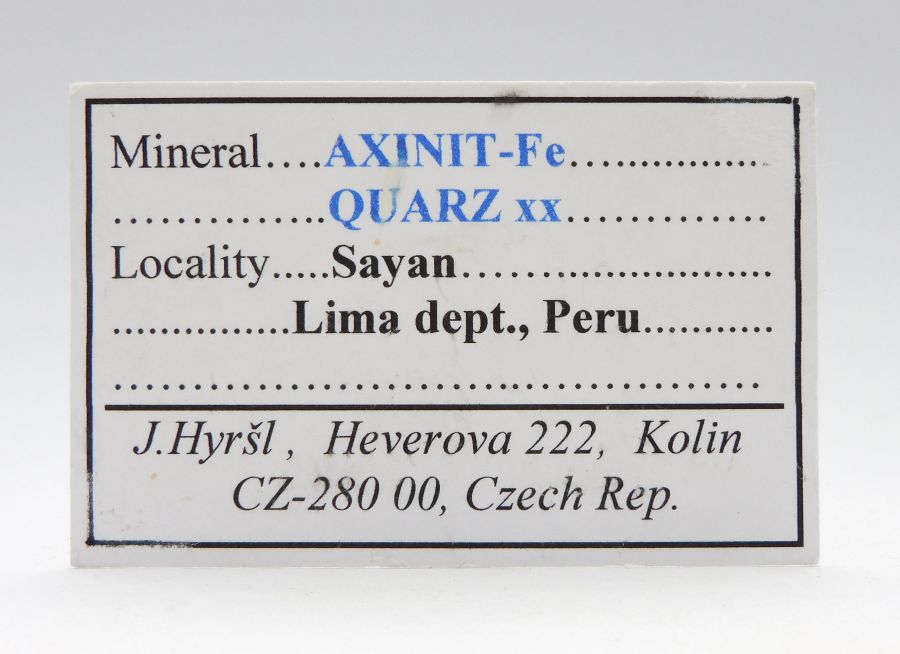 Mineral....AXINIT-Fe................
..............QUARZ xx.............
Locality.....Sayan.........................
................Lima dept., Peru...........
..........................................
J.Hyršl , Heverova 222, Kolin
CZ-280 00, Czech Rep.